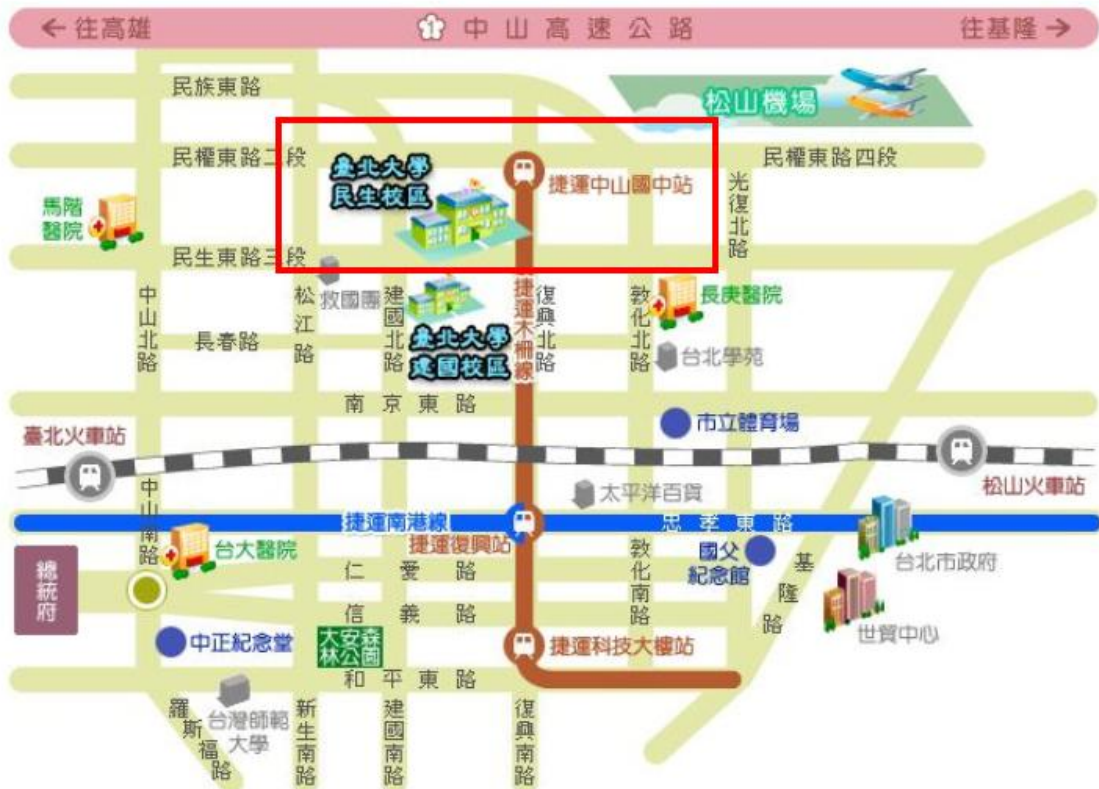 ←往高雄
1 中山高速公路
往基隆→
民族東路
松山機場
民權東路二段
民權東路四段
臺北大學
民生校區
捷運中山國中站
光復北路
馬階
醫院
民生東路三段
救國團
中山北路
松江路
建國北路
捷運木柵線
復興北路
敦化北路
長庚醫院
長春路
臺北大學
建國校區
台北學苑
南京東路
市立體育場
臺北火車站
松山火車站
太平洋百貨
中山南路
捷運南港線
忠孝東路
捷運復興站
台大醫院
國父
紀念館
台北市政府
總統府
仁愛路
敦化南路
基隆路
信義路
世貿中心
中正紀念堂
大安森
林公園
捷運科技大樓站
和平東路
羅斯福路
台灣師範
大學
新生南路
建國南路
復興南路